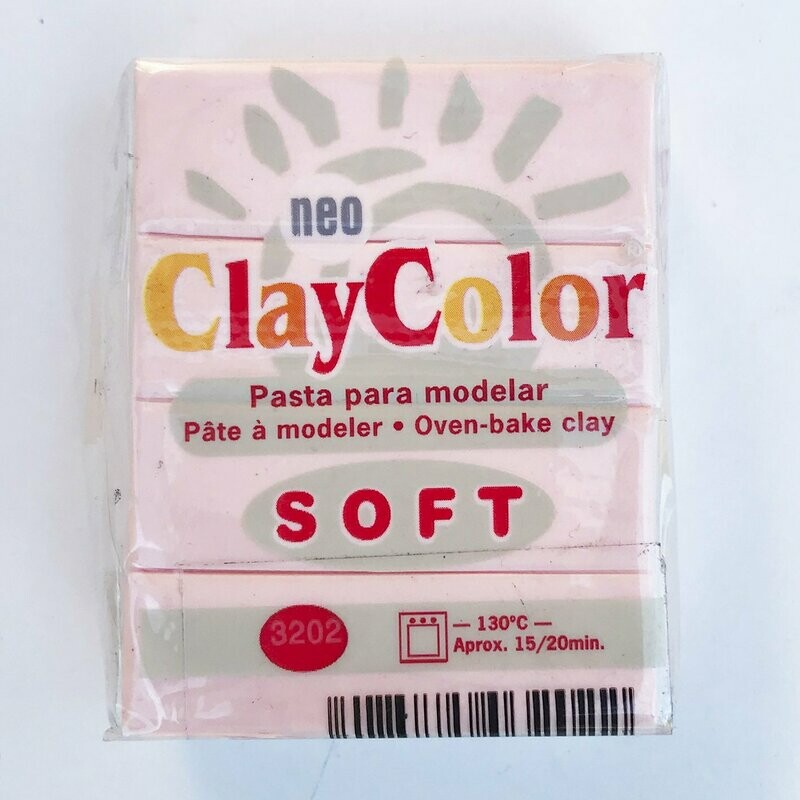 neo
ClayColor®
Pasta para modelar
Pâte à modeler • Oven-bake clay
SOFT
3202
— 130°C —
Aprox. 15/20min.